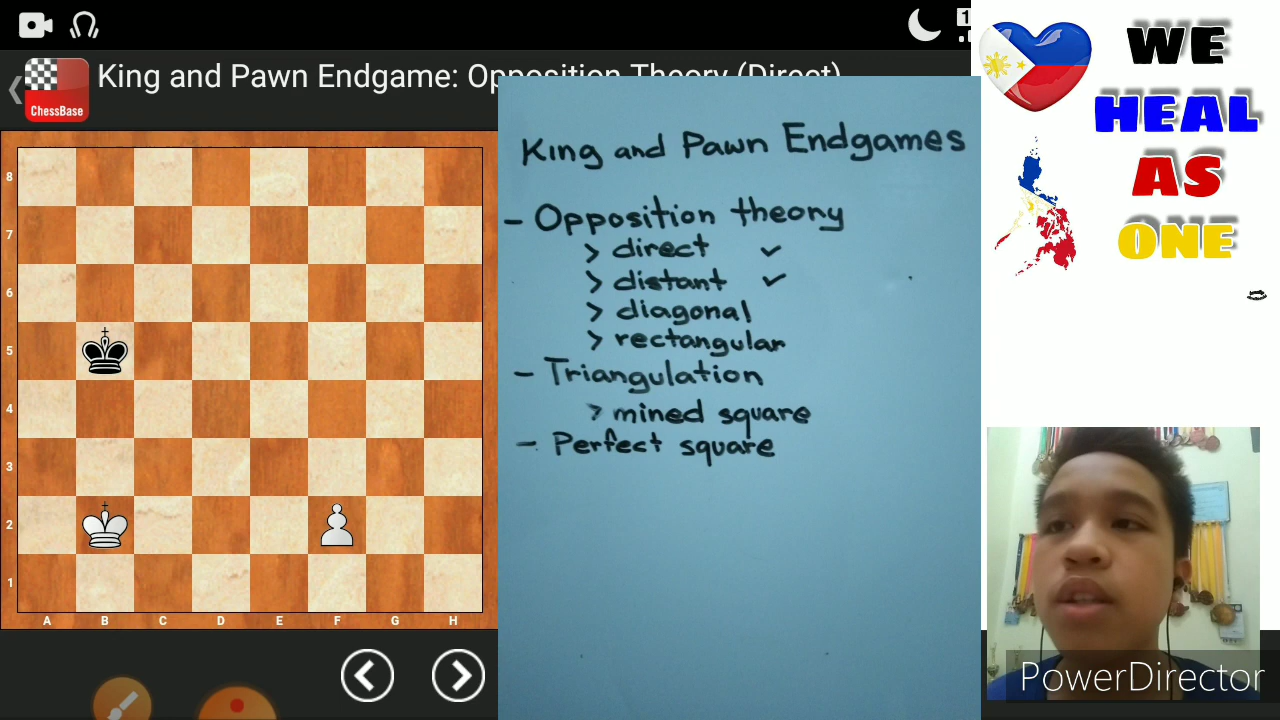 1
King and Pawn Endgame: Opposition Theory (Direct)
ChessBase
8
7
6
5
4
3
2
1
A B C D E F G H
King and Pawn Endgames
- Opposition theory
> direct ✓
> distant ✓
> diagonal
> rectangular
- Triangulation
> mined square
- Perfect square
WE
HEAL
AS
ONE
PowerDirector